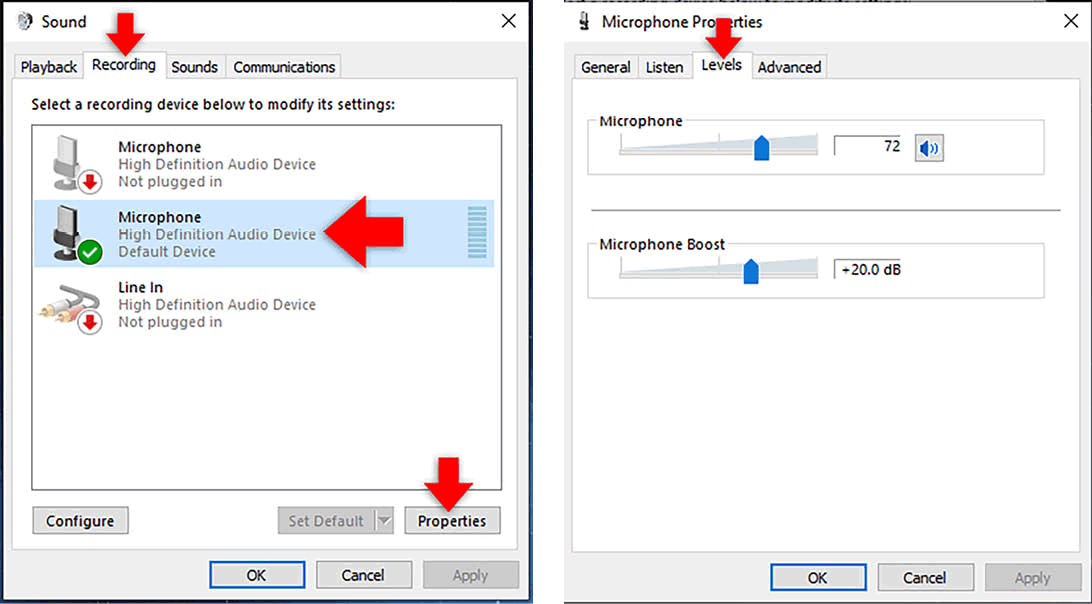 Sound
Playback
Recording
Sounds
Communications
Select a recording device below to modify its settings:
Microphone
High Definition Audio Device
Not plugged in
Microphone
High Definition Audio Device
Default Device
Line In
High Definition Audio Device
Not plugged in
Configure
Set Default
Properties
OK
Cancel
Apply
Microphone Properties
General
Listen
Levels
Advanced
Microphone
72
Microphone Boost
+20.0 dB
OK
Cancel
Apply